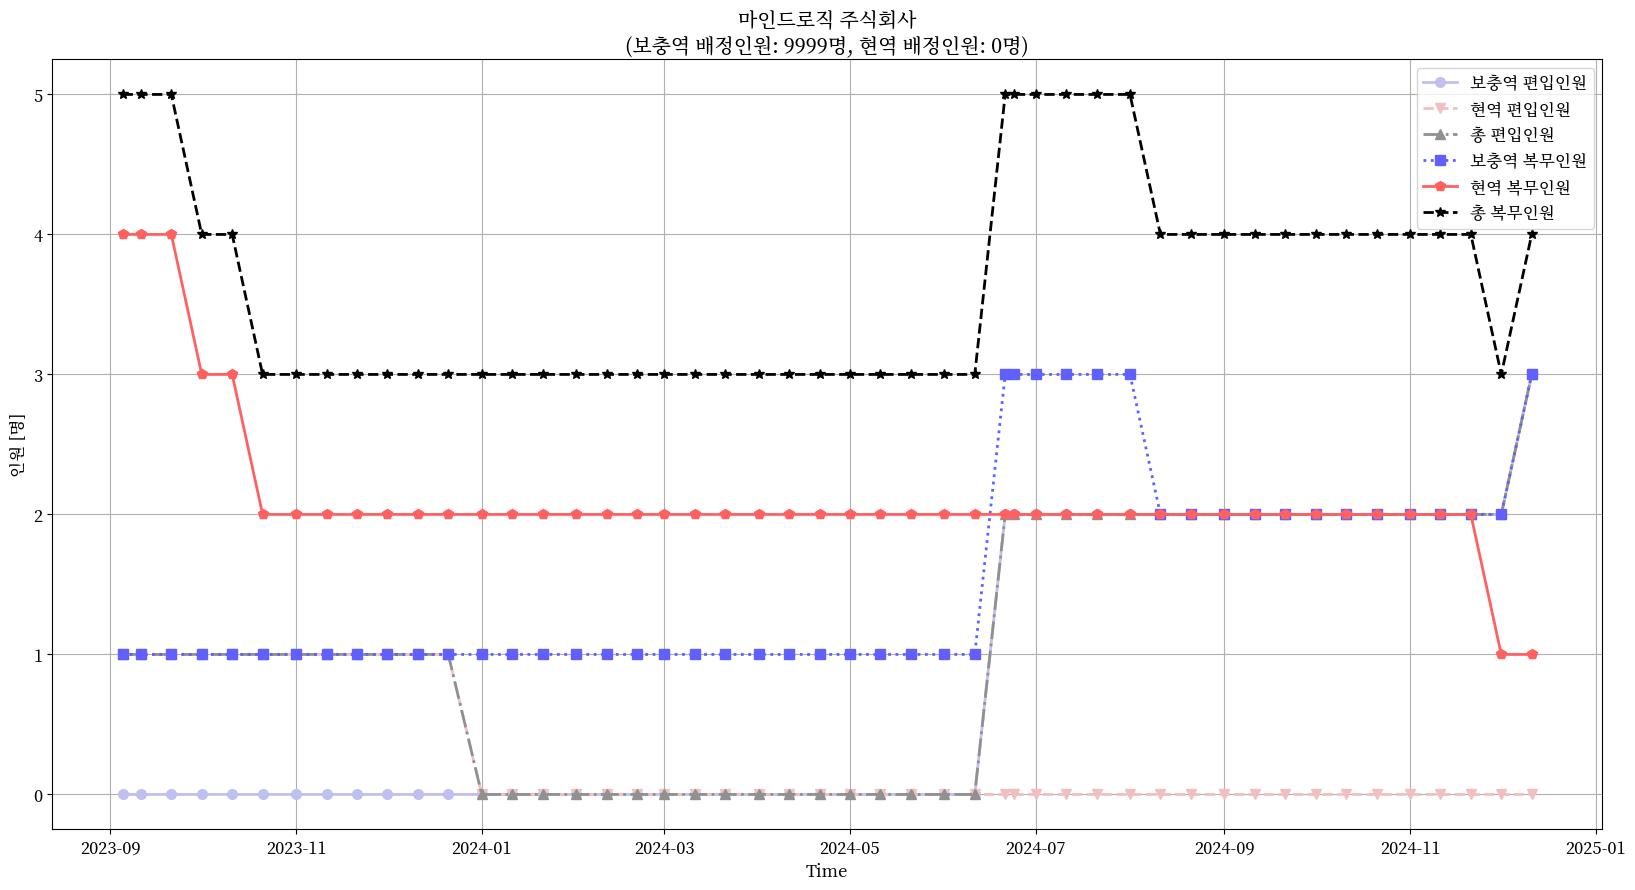 마인드로직 주식회사
(보충역 배정인원: 9999명, 현역 배정인원: 0명)
보충역 편입인원
현역 편입인원
총 편입인원
보충역 복무인원
현역 복무인원
총 복무인원
인원 [명]
5
4
3
2
1
0
2023-09
2023-11
2024-01
2024-03
2024-05
2024-07
2024-09
2024-11
2025-01
Time